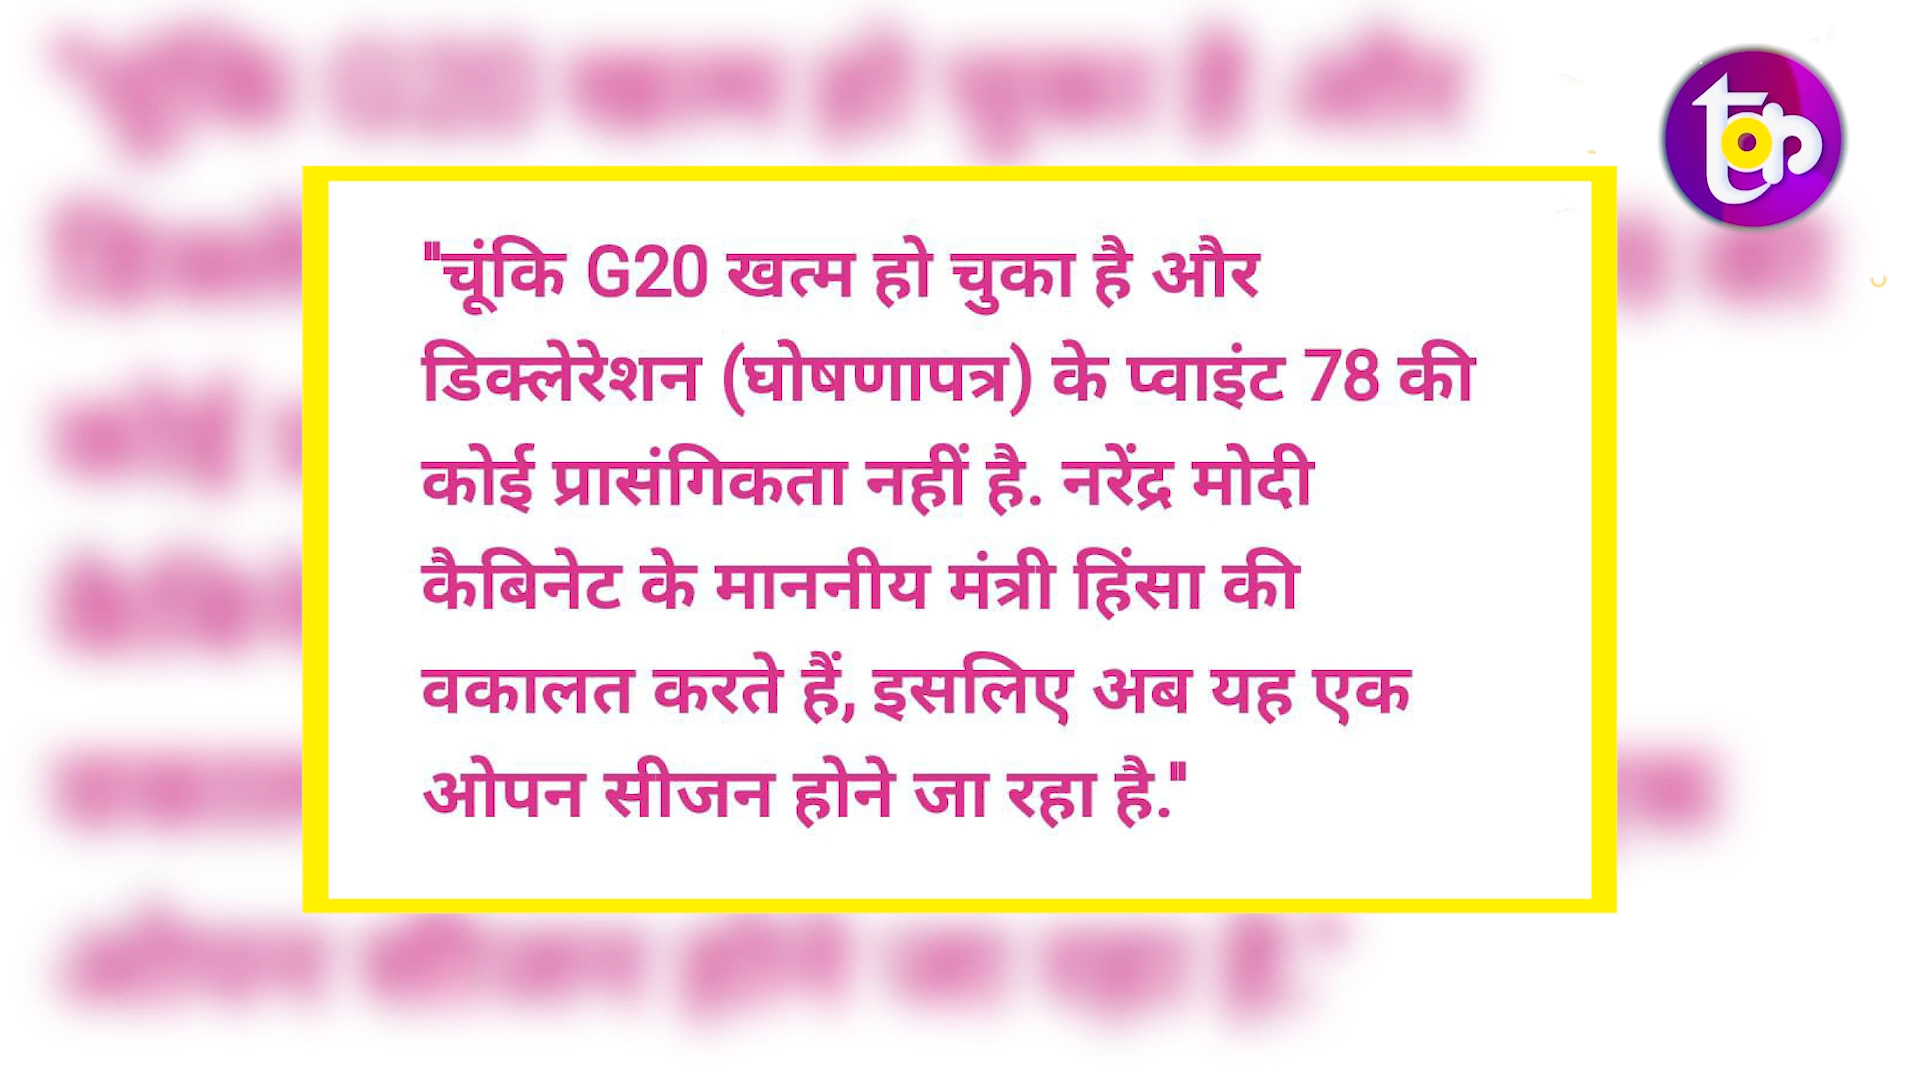 "चूंकि G20 खत्म हो चुका है और
डिक्लेरेशन (घोषणापत्र) के प्वाइंट 78 की
कोई प्रासंगिकता नहीं है. नरेंद्र मोदी
कैबिनेट के माननीय मंत्री हिंसा की
वकालत करते हैं, इसलिए अब यह एक
ओपन सीजन होने जा रहा है."